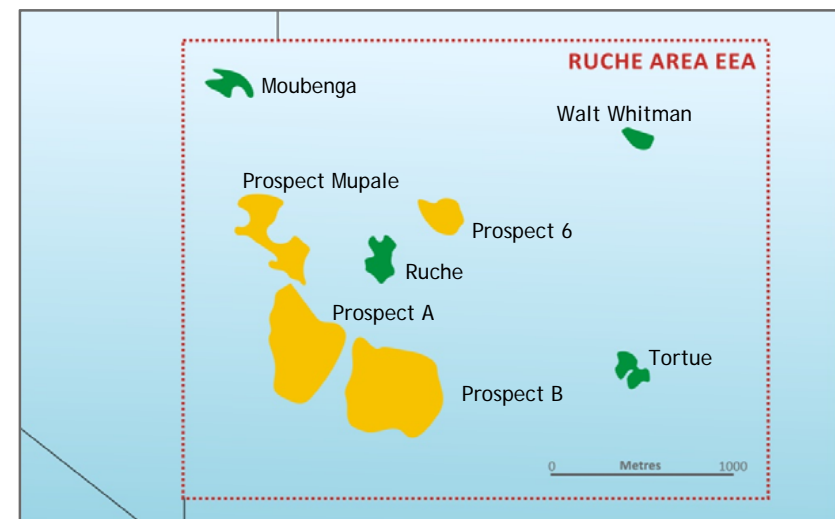 RUCHE AREA EEA
Moubenga
Walt Whitman
Prospect Mupale
Prospect 6
Ruche
Prospect A
Tortue
Prospect B
0 Metres 1000